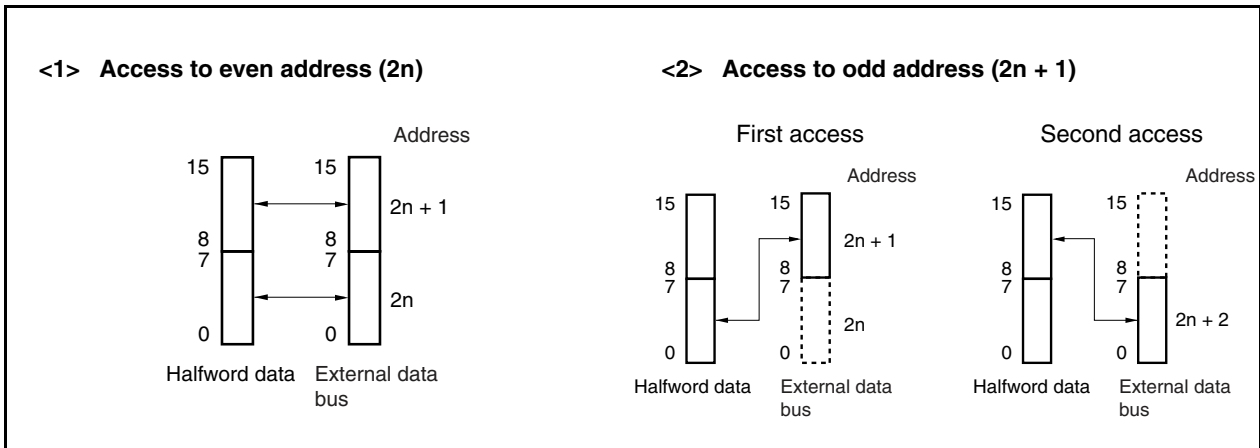 <1> Access to even address (2n)
Address
15
15
2n + 1
8
8
7
7
2n
0
0
Halfword data
External data
bus
<2> Access to odd address (2n + 1)
First access
Address
15
15
2n + 1
8
8
7
7
2n
0
0
Halfword data
External data
bus
Second access
Address
15
15
8
8
7
7
2n + 2
0
0
Halfword data
External data
bus